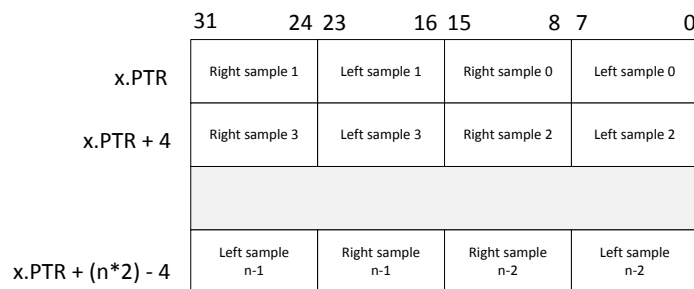 31 24 23 16 15 8 7 0
x.PTR Right sample 1 Left sample 1 Right sample 0 Left sample 0
x.PTR + 4 Right sample 3 Left sample 3 Right sample 2 Left sample 2
x.PTR + (n*2) - 4
Left sample
n-1
Right sample
n-1
Right sample
n-2
Left sample
n-2